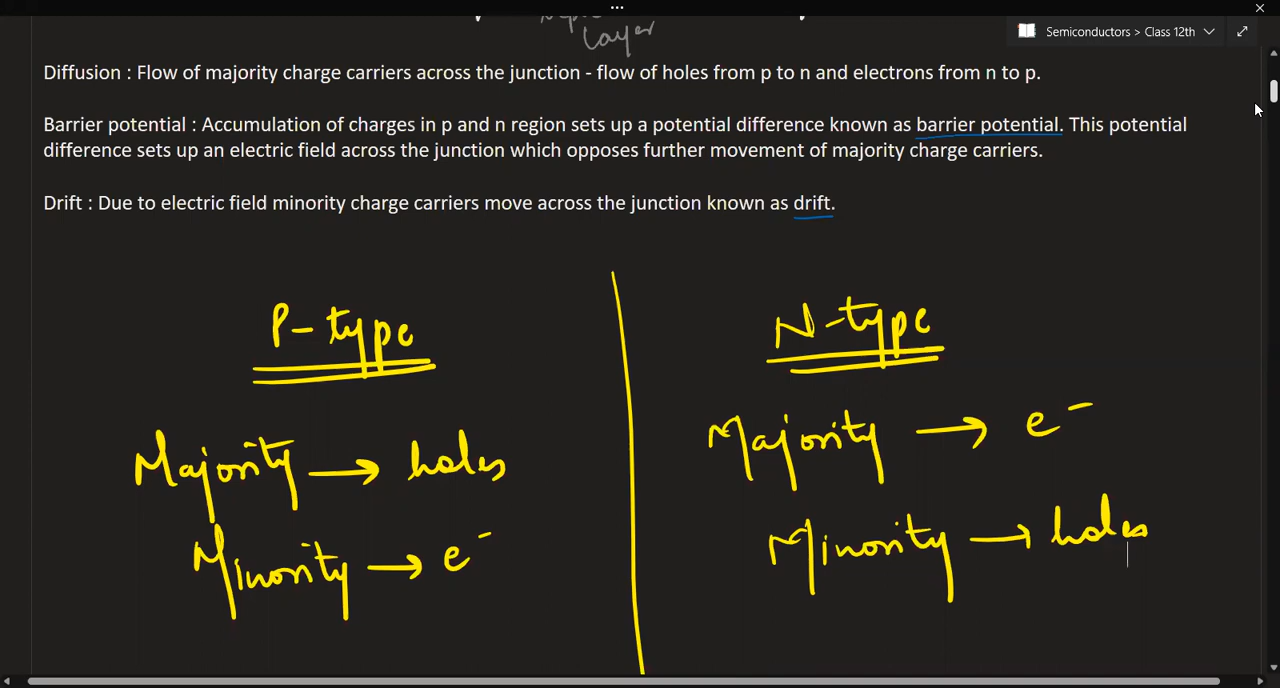 Layer
Semiconductors > Class 12th
Diffusion : Flow of majority charge carriers across the junction - flow of holes from p to n and electrons from n to p.
Barrier potential : Accumulation of charges in p and n region sets up a potential difference known as barrier potential. This potential
difference sets up an electric field across the junction which opposes further movement of majority charge carriers.
Drift : Due to electric field minority charge carriers move across the junction known as drift.
P-type
Majority → holes
Minority → e⁻
N-type
Majority → e⁻
Minority → holes